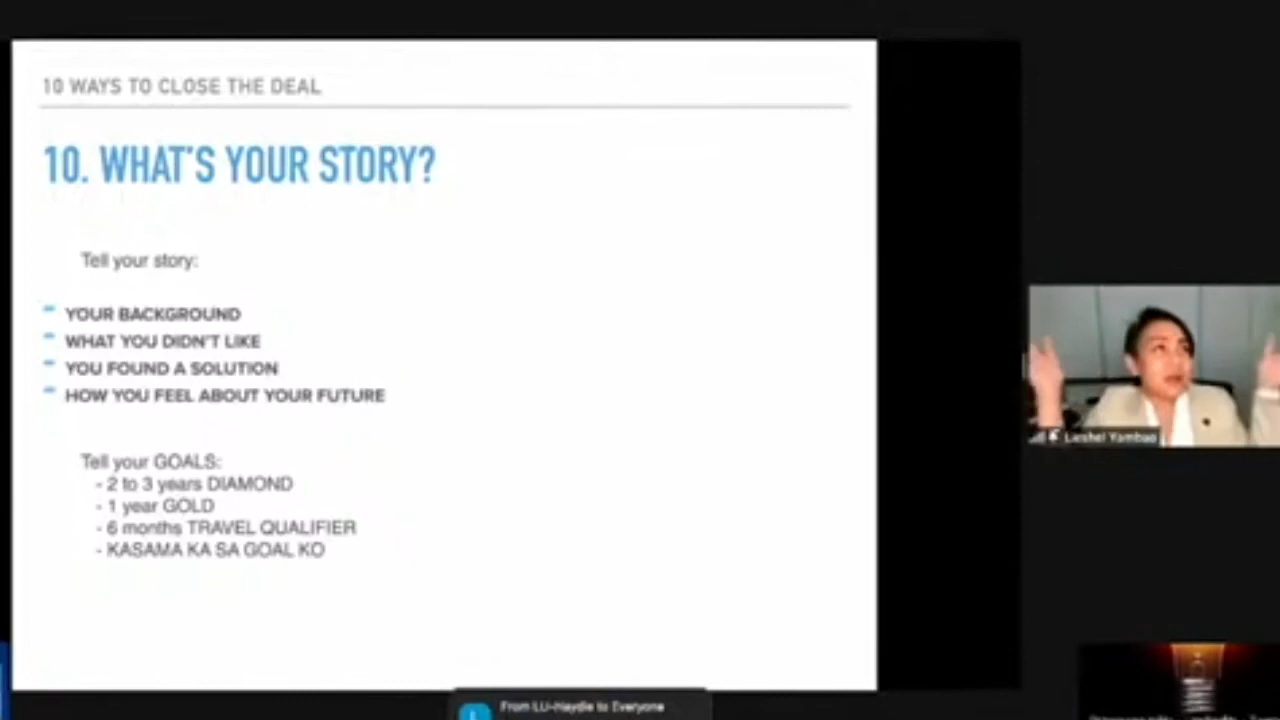 10 WAYS TO CLOSE THE DEAL
10. WHAT'S YOUR STORY?
Tell your story:
- YOUR BACKGROUND
- WHAT YOU DIDN'T LIKE
- YOU FOUND A SOLUTION
- HOW YOU FEEL ABOUT YOUR FUTURE
Tell your GOALS:
- 2 to 3 years DIAMOND
- 1 year GOLD
- 6 months TRAVEL QUALIFIER
- KASAMA KA SA GOAL KO
Yambao
From LU-Haydie to Everyone